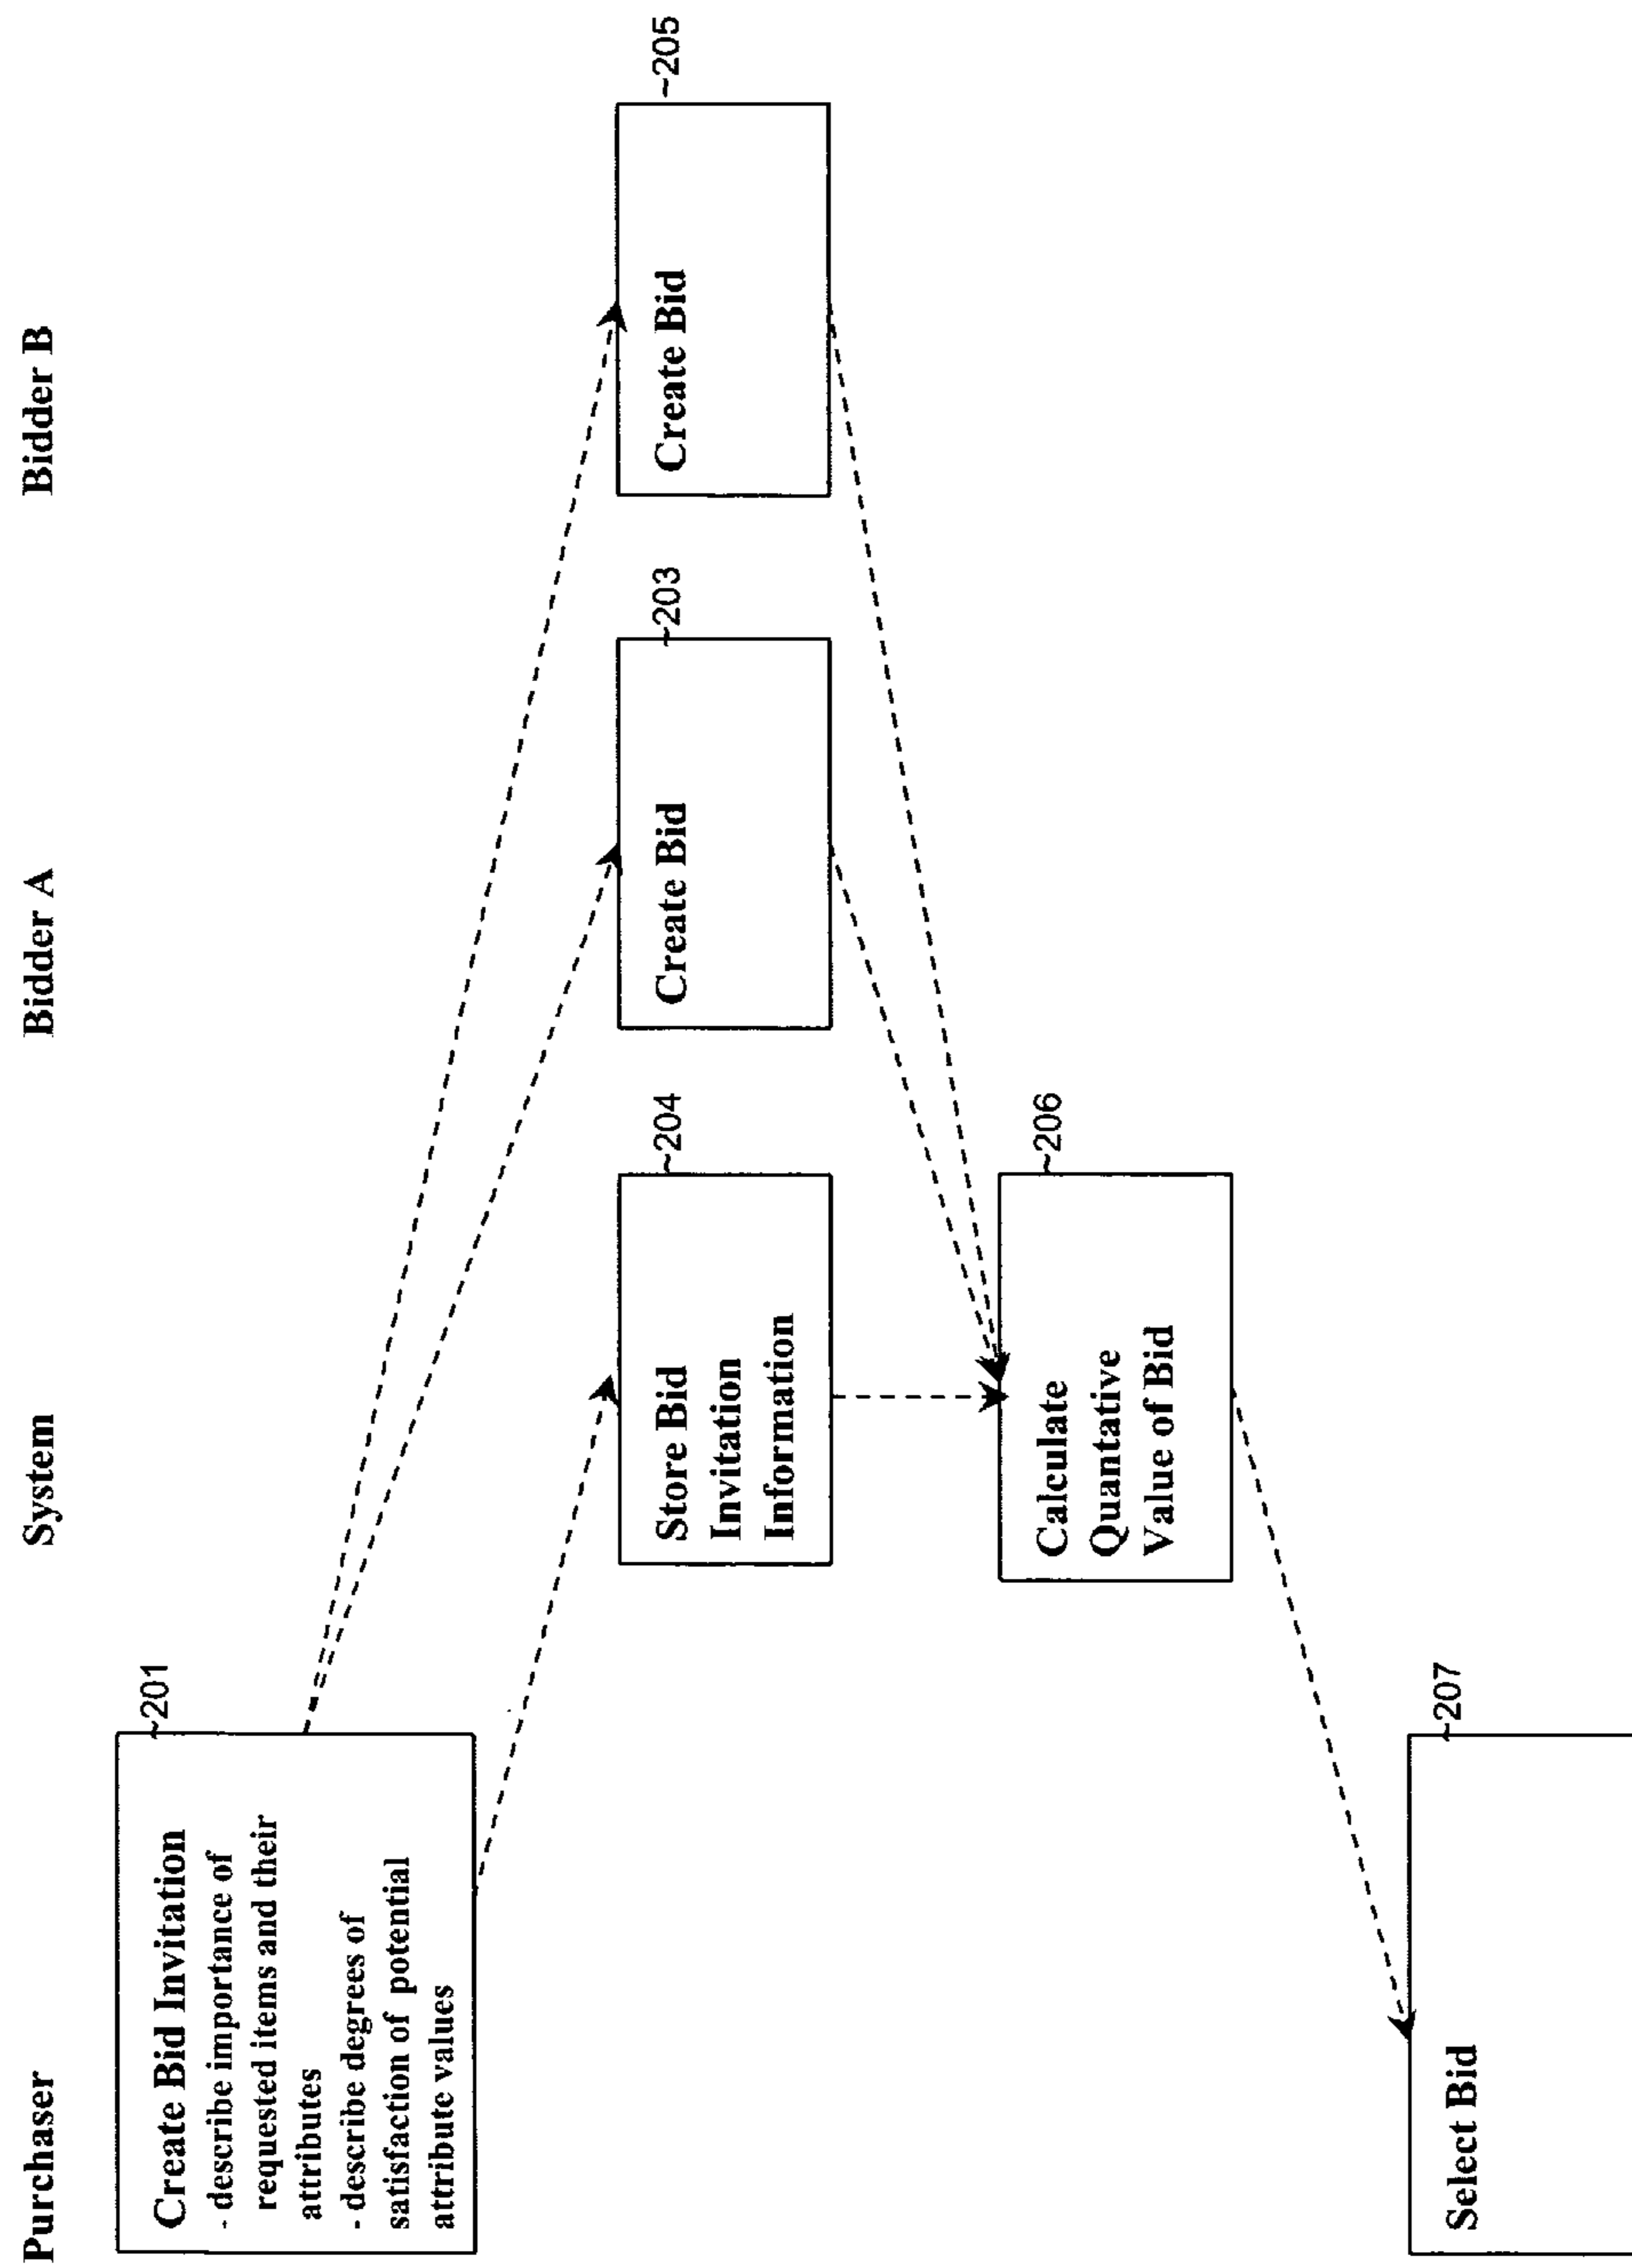 Purchaser
System
Bidder A
Bidder B
Create Bid Invitation
- describe importance of
requested items and their
attributes
- describe degrees of
satisfaction of potential
attribute values
~201
Store Bid
Invitation
Information
~204
Create Bid
~203
Create Bid
~205
Calculate
Quantative
Value of Bid
~206
Select Bid
~207